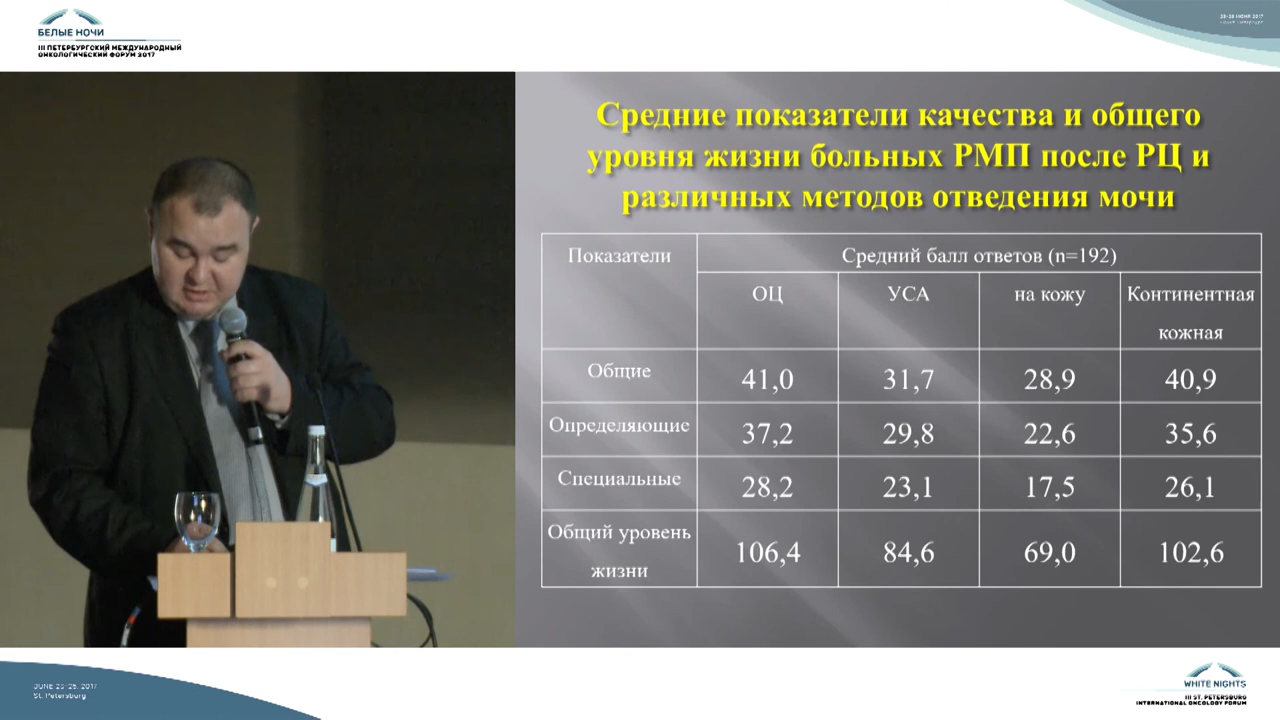 БЕЛЫЕ НОЧИ
III ПЕТЕРБУРГСКИЙ МЕЖДУНАРОДНЫЙ
ОНКОЛОГИЧЕСКИЙ ФОРУМ 2017
Средние показатели качества и общего
уровня жизни больных РМП после РЦ и
различных методов отведения мочи
Показатели
Средний балл ответов (n=192)
ОЦ УСА на кожу Континентная
кожная
Общие 41,0 31,7 28,9 40,9
Определяющие 37,2 29,8 22,6 35,6
Специальные 28,2 23,1 17,5 26,1
Общий уровень
жизни 106,4 84,6 69,0 102,6
JUNE 23-25, 2017
St. Petersburg
WHITE NIGHTS
III ST. PETERSBURG
INTERNATIONAL ONCOLOGY FORUM